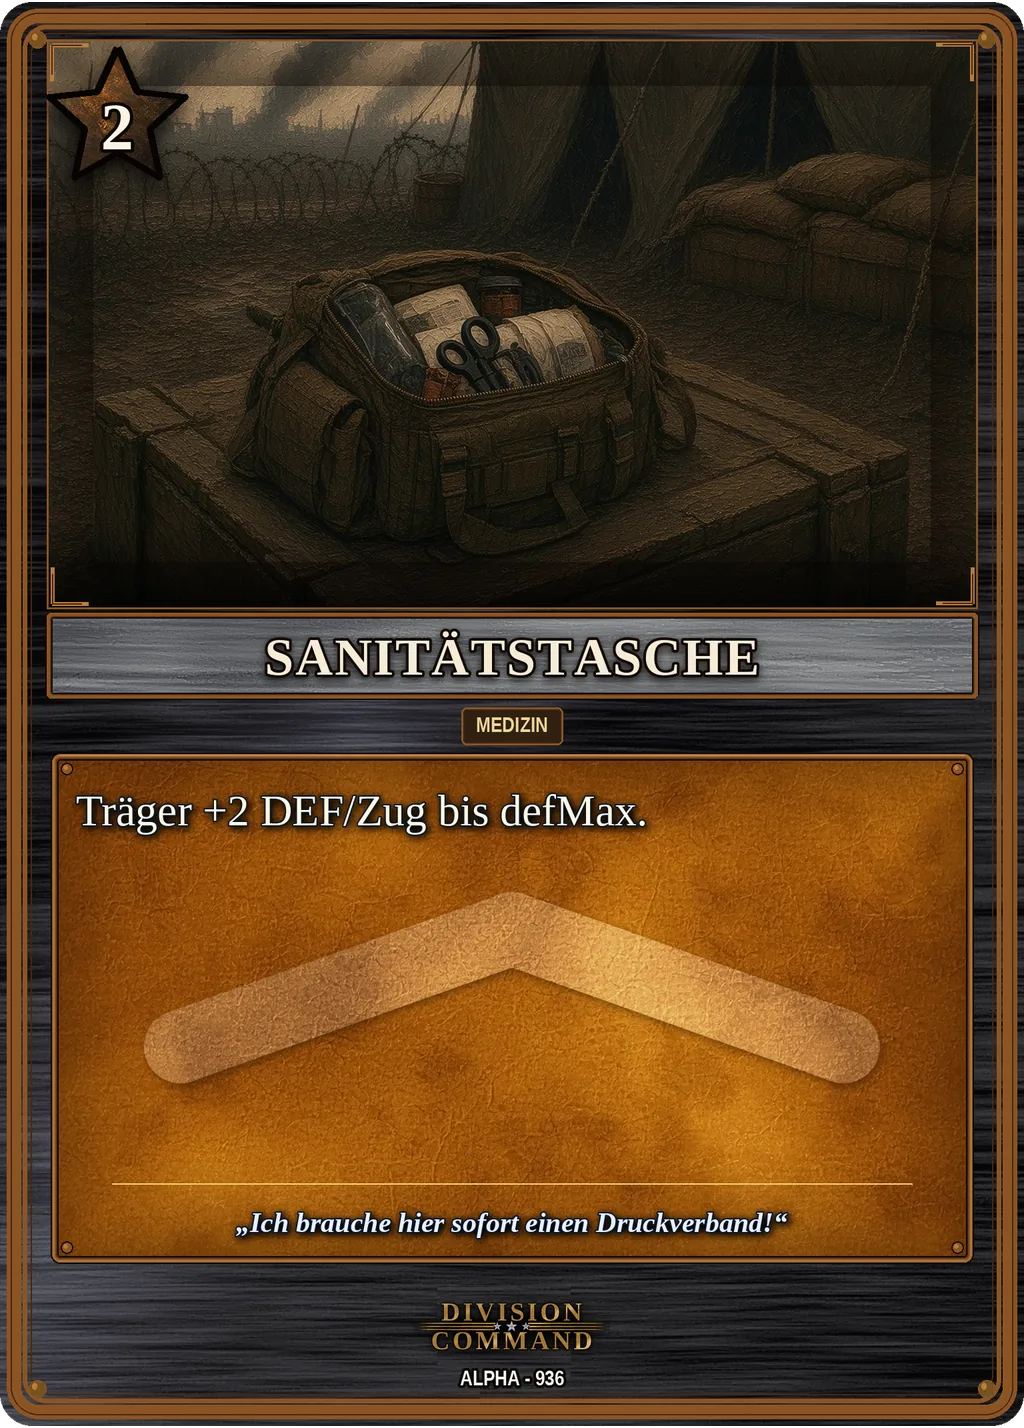 2
SANITÄTSTASCHE
MEDIZIN
Träger +2 DEF/Zug bis defMax.
„Ich brauche hier sofort einen Druckverband!“
DIVISION
COMMAND
ALPHA - 936